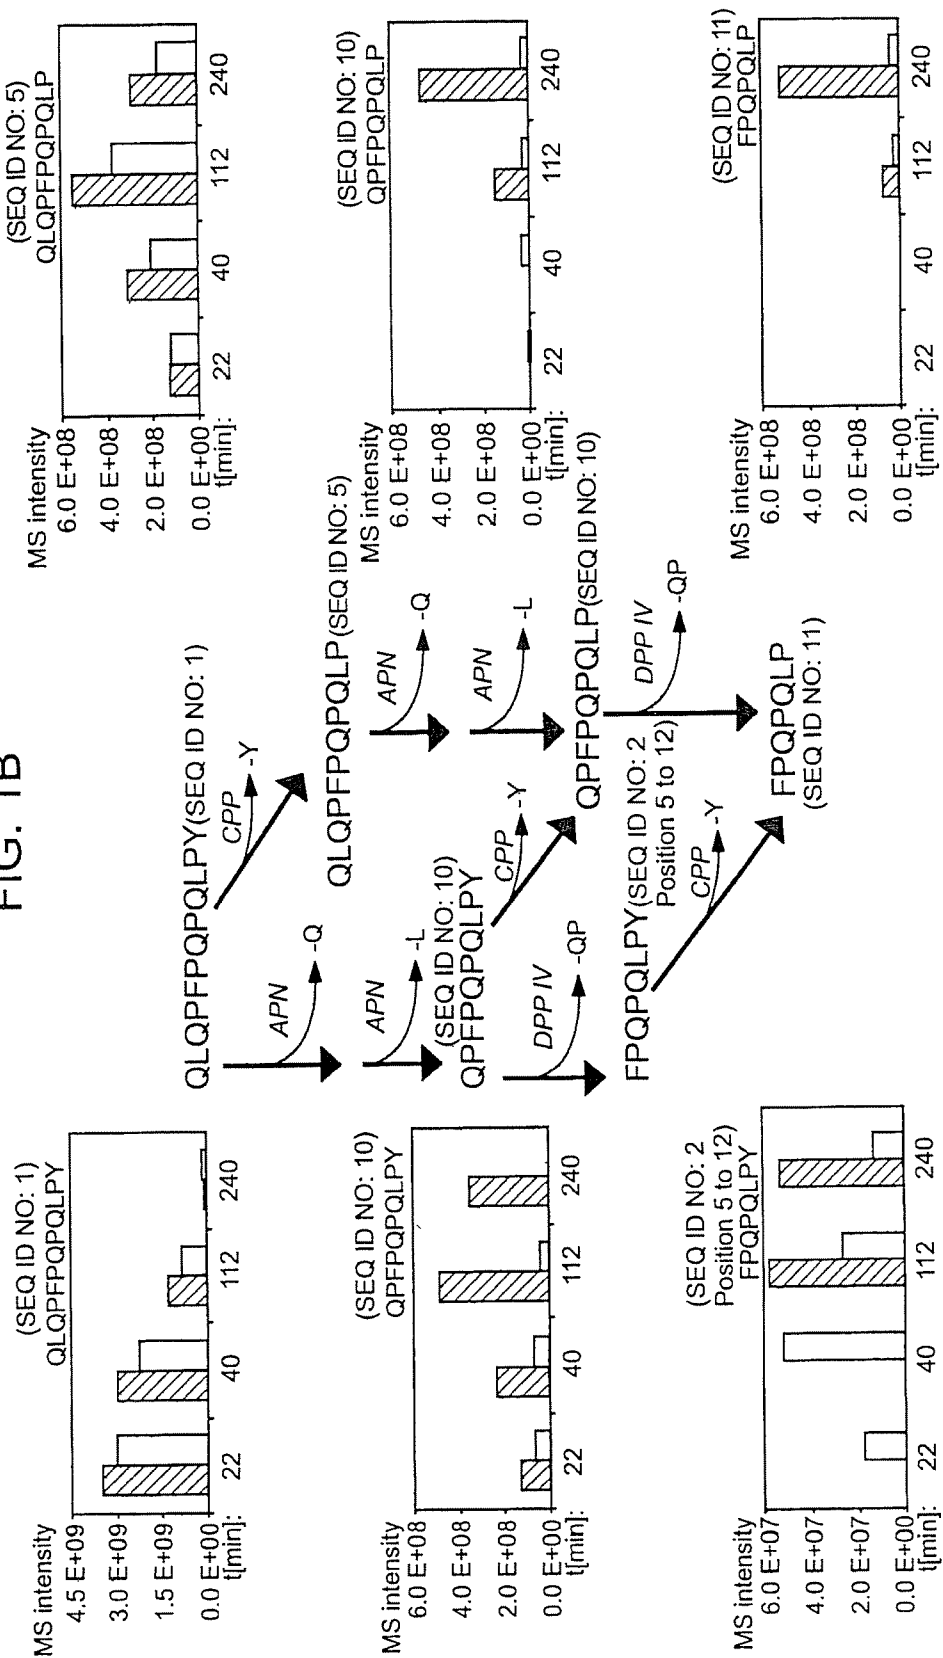 FIG. 1B
(SEQ ID NO: 1)
QLQPFPQPQLPY
MS intensity
4.5 E+09
3.0 E+09
1.5 E+09
0.0 E+00
t[min]:
22
40
112
240
(SEQ ID NO: 10)
QPFPQPQLPY
MS intensity
6.0 E+08
4.0 E+08
2.0 E+08
0.0 E+00
t[min]:
22
40
112
240
(SEQ ID NO: 2
Position 5 to 12)
FPQPQLPY
MS intensity
6.0 E+07
4.0 E+07
2.0 E+07
0.0 E+00
t[min]:
22
40
112
240
QLQPFPQPQLPY(SEQ ID NO: 1)
APN
-Q
CPP
-Y
APN
-L
(SEQ ID NO: 10)
QPFPQPQLPY
QLQPFPQPQLP(SEQ ID NO: 5)
APN
-Q
APN
-L
CPP
-Y
DPP IV
-QP
QPFPQPQLP(SEQ ID NO: 10)
FPQPQLPY(SEQ ID NO: 2
Position 5 to 12)
DPP IV
-QP
CPP
-Y
FPQPQLP
(SEQ ID NO: 11)
(SEQ ID NO: 5)
QLQPFPQPQLP
MS intensity
6.0 E+08
4.0 E+08
2.0 E+08
0.0 E+00
t[min]:
22
40
112
240
(SEQ ID NO: 10)
QPFPQPQLP
MS intensity
6.0 E+08
4.0 E+08
2.0 E+08
0.0 E+00
t[min]:
22
40
112
240
(SEQ ID NO: 11)
FPQPQLP
MS intensity
6.0 E+08
4.0 E+08
2.0 E+08
0.0 E+00
t[min]:
22
40
112
240